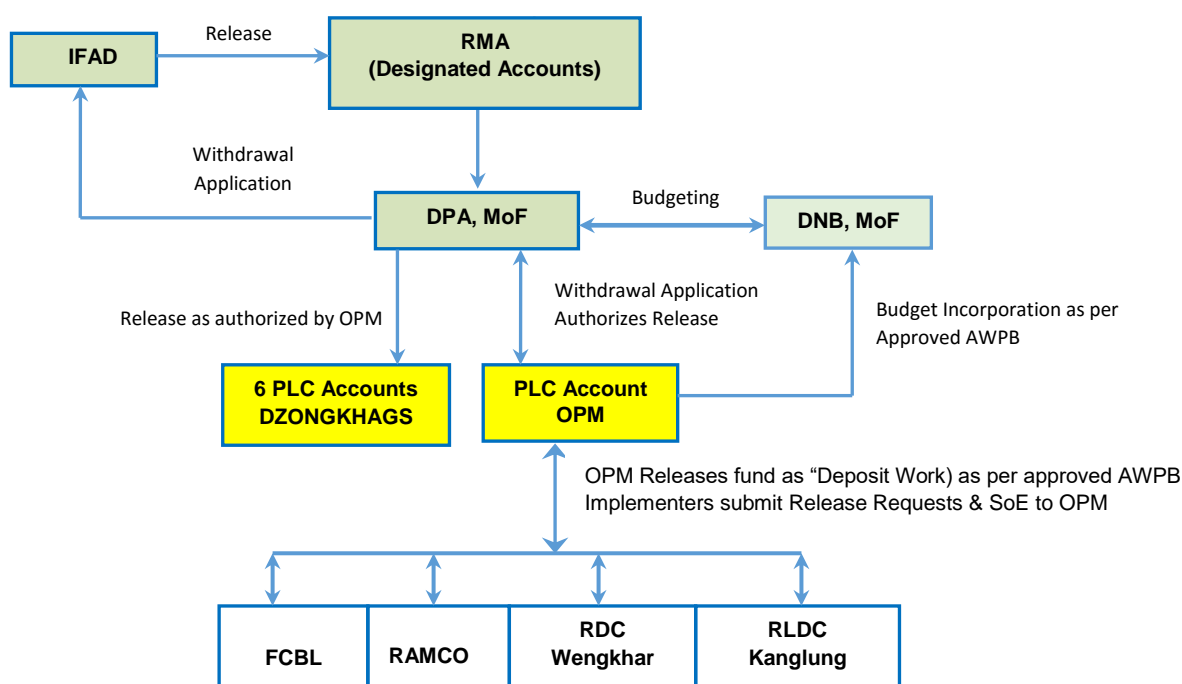 Release
IFAD
RMA
(Designated Accounts)
Withdrawal
Application
DPA, MoF
Budgeting
DNB, MoF
Release as authorized by OPM
Withdrawal Application
Authorizes Release
Budget Incorporation as per
Approved AWPB
6 PLC Accounts
DZONGKHAGS
PLC Account
OPM
OPM Releases fund as “Deposit Work) as per approved AWPB
Implementers submit Release Requests & SoE to OPM
FCBL
RAMCO
RDC
Wengkhar
RLDC
Kanglung